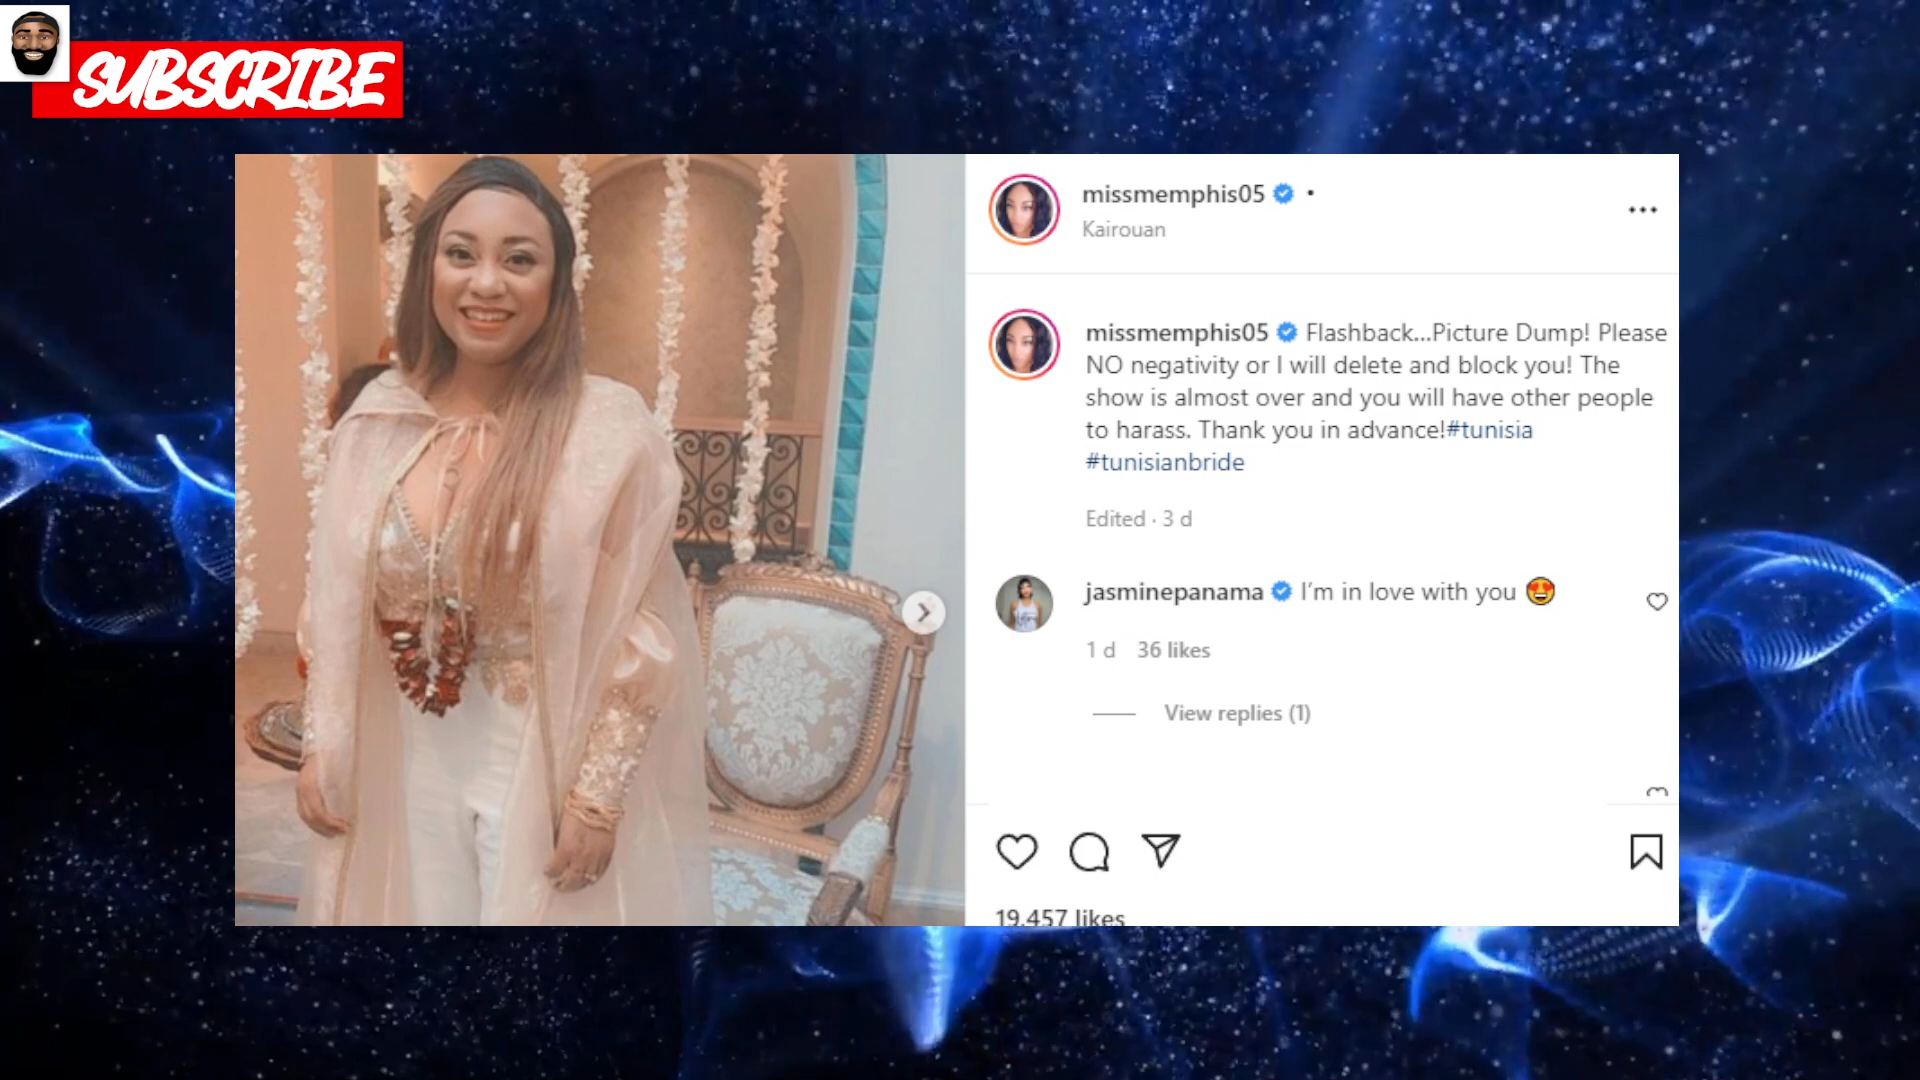 SUBSCRIBE
missmemphis05 •
Kairouan
missmemphis05 Flashback...Picture Dump! Please
NO negativity or I will delete and block you! The
show is almost over and you will have other people
to harass. Thank you in advance!#tunisia
#tunisianbride
Edited · 3 d
jasminepanama I'm in love with you 😍
1 d 36 likes
View replies (1)
19,457 likes